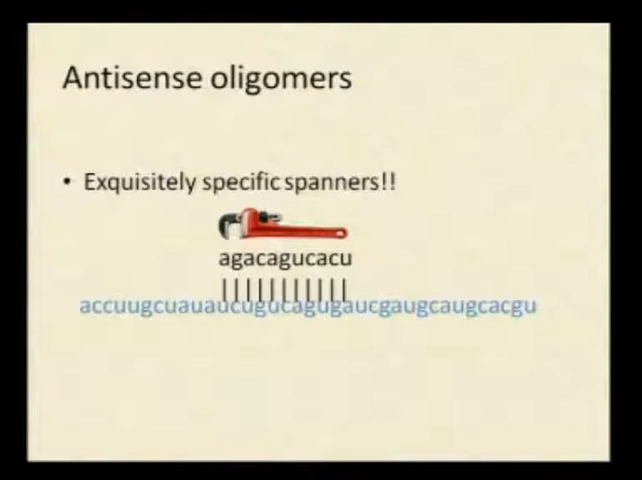 Antisense oligomers
• Exquisitely specific spanners!!
agacagucacu
accuugcuauaucugucagugaucgaugcaugcacgu